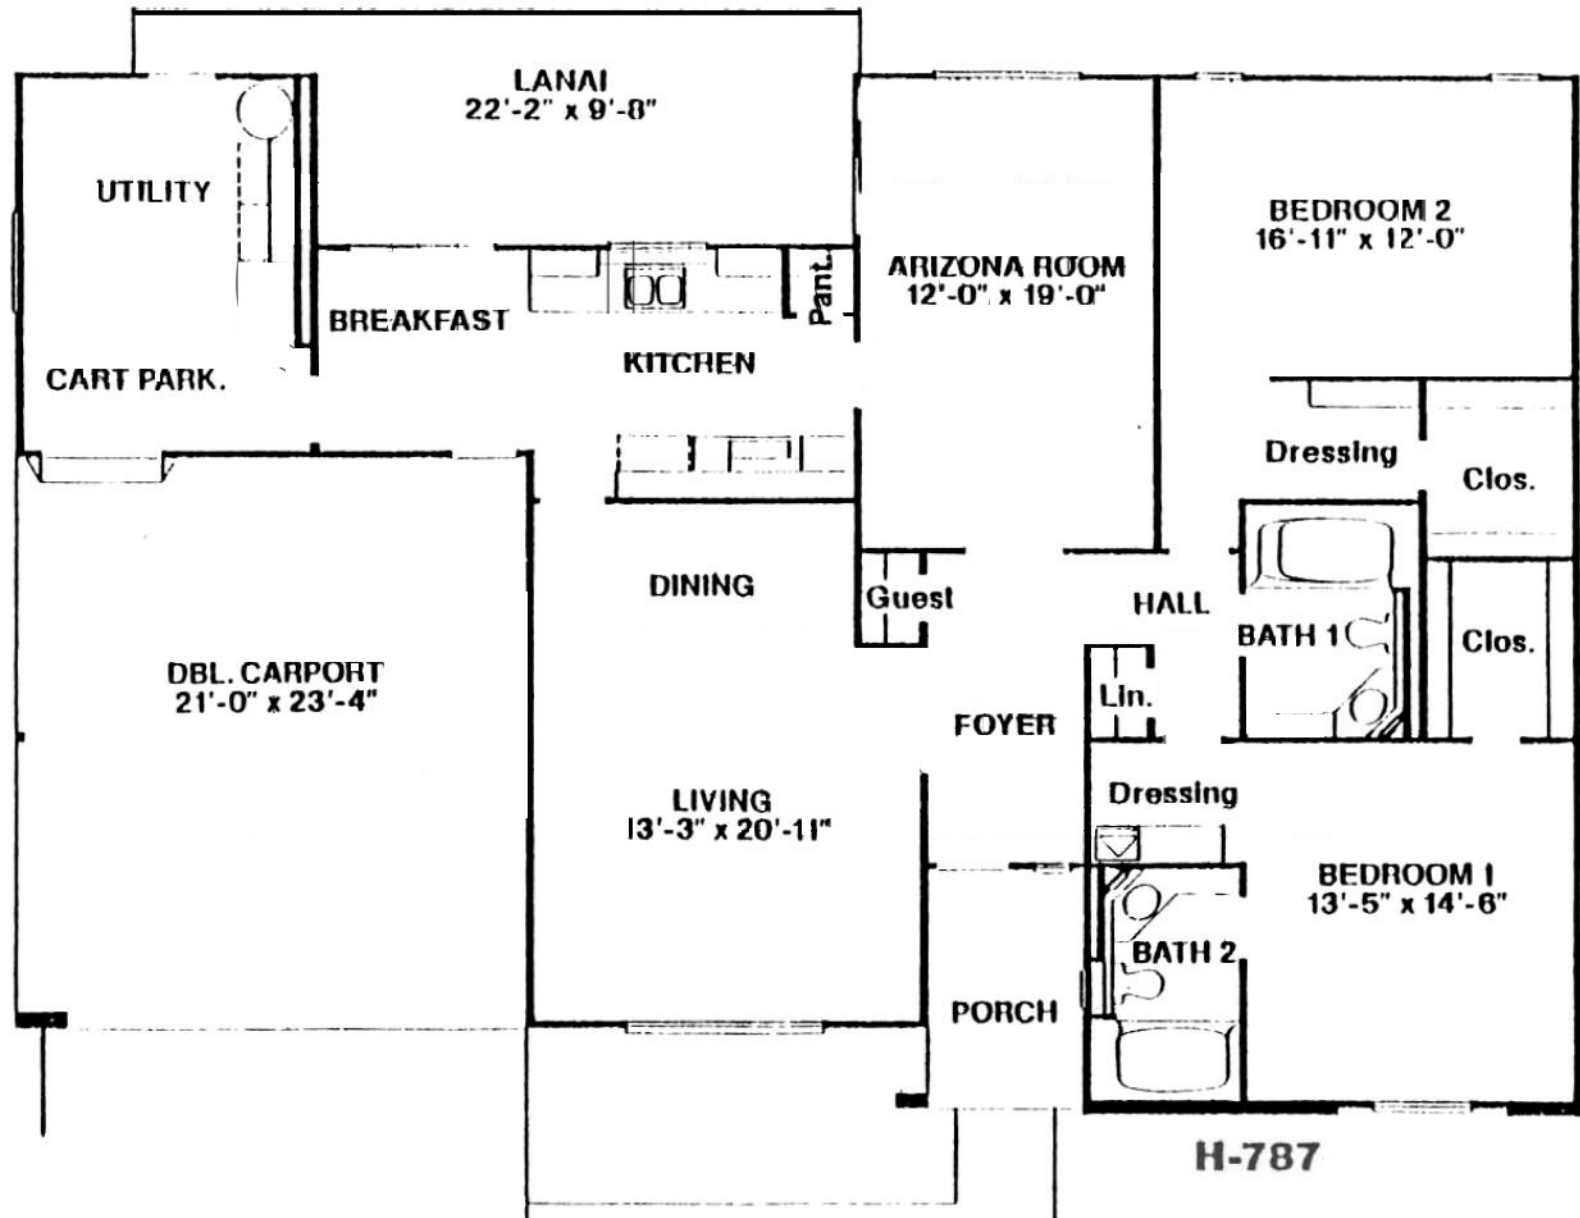 LANAI
22'-2" x 9'-8"
UTILITY
CART PARK.
BREAKFAST
KITCHEN
Pant.
ARIZONA ROOM
12'-0" x 19'-0"
BEDROOM 2
16'-11" x 12'-0"
Dressing
Clos.
DINING
Guest
HALL
BATH 1
Clos.
DBL. CARPORT
21'-0" x 23'-4"
Lin.
FOYER
LIVING
13'-3" x 20'-11"
Dressing
BEDROOM 1
13'-5" x 14'-6"
BATH 2
PORCH
H-787